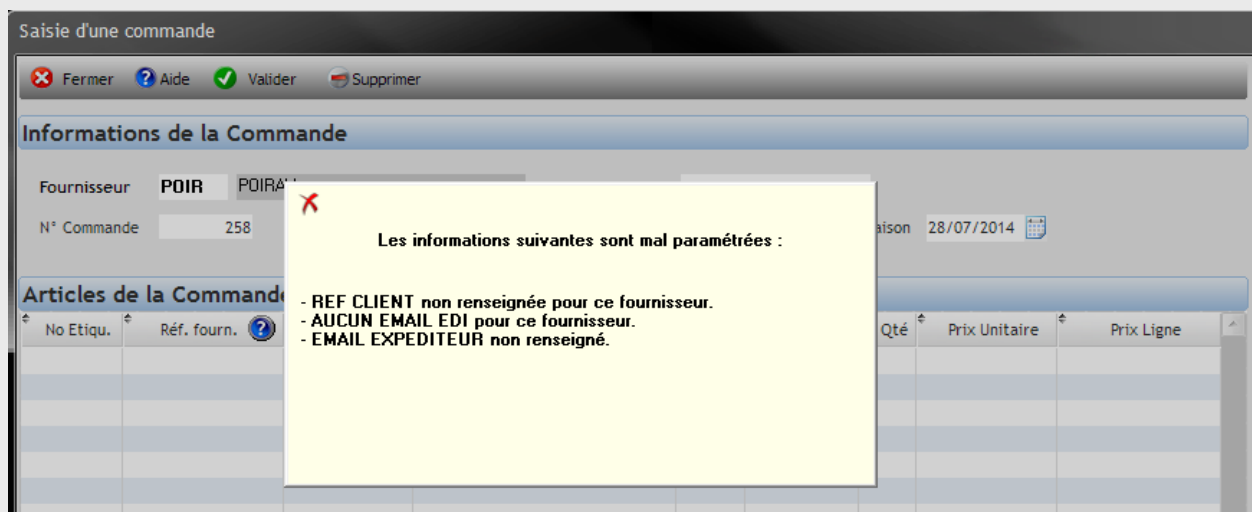 Saisie d'une commande
Fermer Aide Valider Supprimer
Informations de la Commande
Fournisseur POIR
N° Commande 258 28/07/2014
Les informations suivantes sont mal paramétrées :
- REF CLIENT non renseignée pour ce fournisseur.
- AUCUN EMAIL EDI pour ce fournisseur.
- EMAIL EXPEDITEUR non renseigné.
Articles de la Commande
No Etiqu. Réf. fourn. Qté Prix Unitaire Prix Ligne